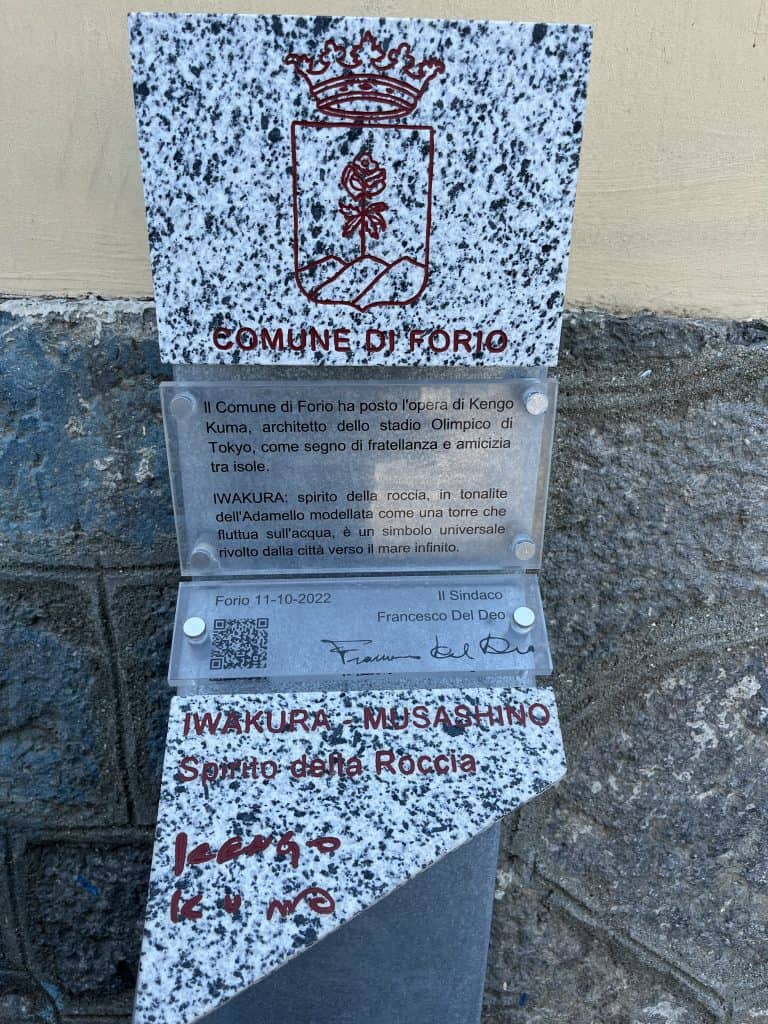 COMUNE DI FORIO
Il Comune di Forio ha posto l'opera di Kengo
Kuma, architetto dello stadio Olimpico di
Tokyo, come segno di fratellanza e amicizia
tra isole.
IWAKURA: spirito della roccia, in tonalite
dell'Adamello modellata come una torre che
fluttua sull'acqua, è un simbolo universale
rivolto dalla città verso il mare infinito.
Forio 11-10-2022
Il Sindaco
Francesco Del Deo
Francesco Del Deo
IWAKURA - MUSASHINO
Spirito della Roccia
KENGO
KUMA